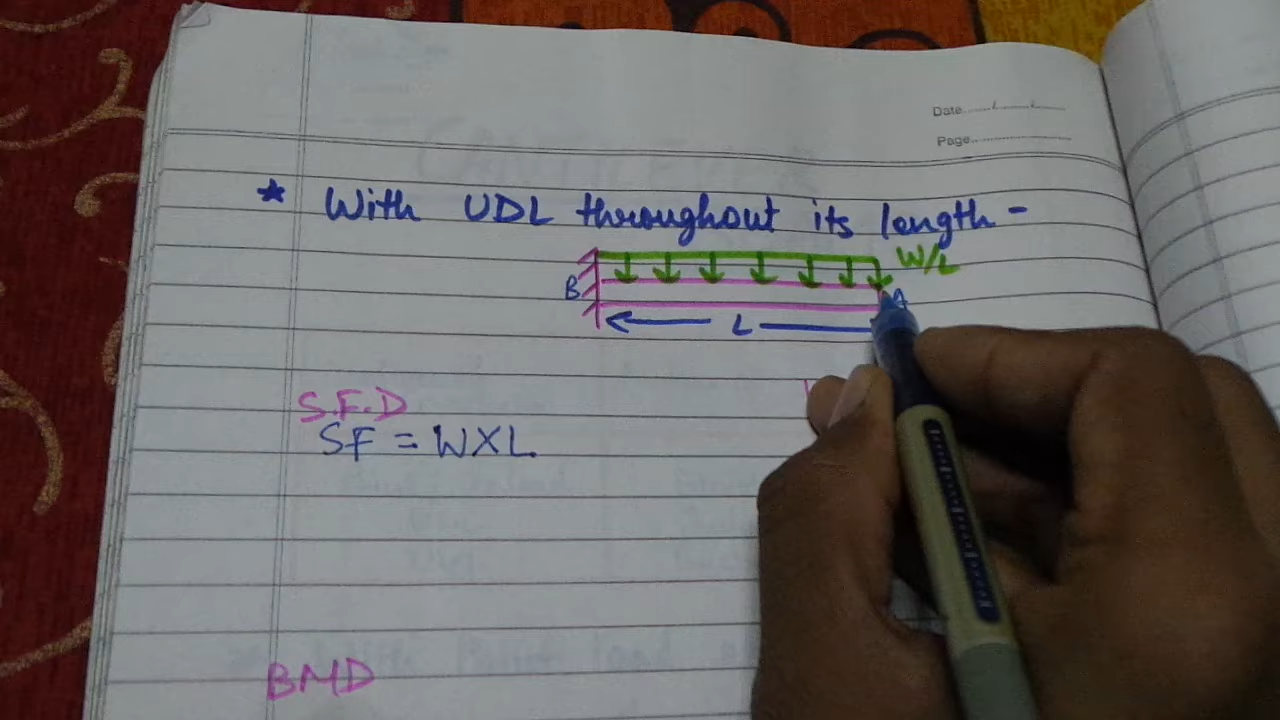 Date
Page
★ With UDL throughout its length -
W/L
B A
L
S.F.D
SF = WXL
BMD